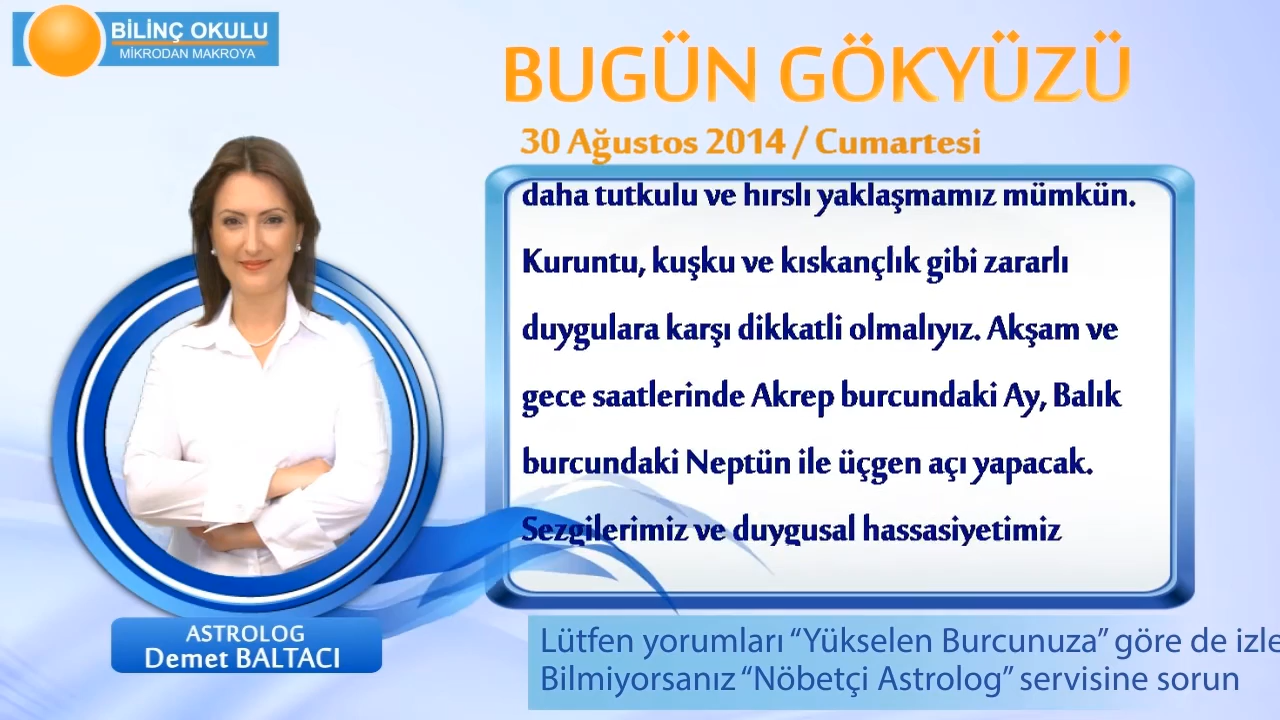 BİLİNÇ OKULU
MİKRODAN MAKROYA
BUGÜN GÖKYÜZÜ
30 Ağustos 2014 / Cumartesi
daha tutkulu ve hırslı yaklaşmamız mümkün.
Kuruntu, kuşku ve kıskançlık gibi zararlı
duygulara karşı dikkatli olmalıyız. Akşam ve
gece saatlerinde Akrep burcundaki Ay, Balık
burcundaki Neptün ile üçgen açı yapacak.
Sezgilerimiz ve duygusal hassasiyetimiz
ASTROLOG
Demet BALTACI
Lütfen yorumları “Yükselen Burcunuza” göre de izle
Bilmiyorsanız “Nöbetçi Astrolog” servisine sorun